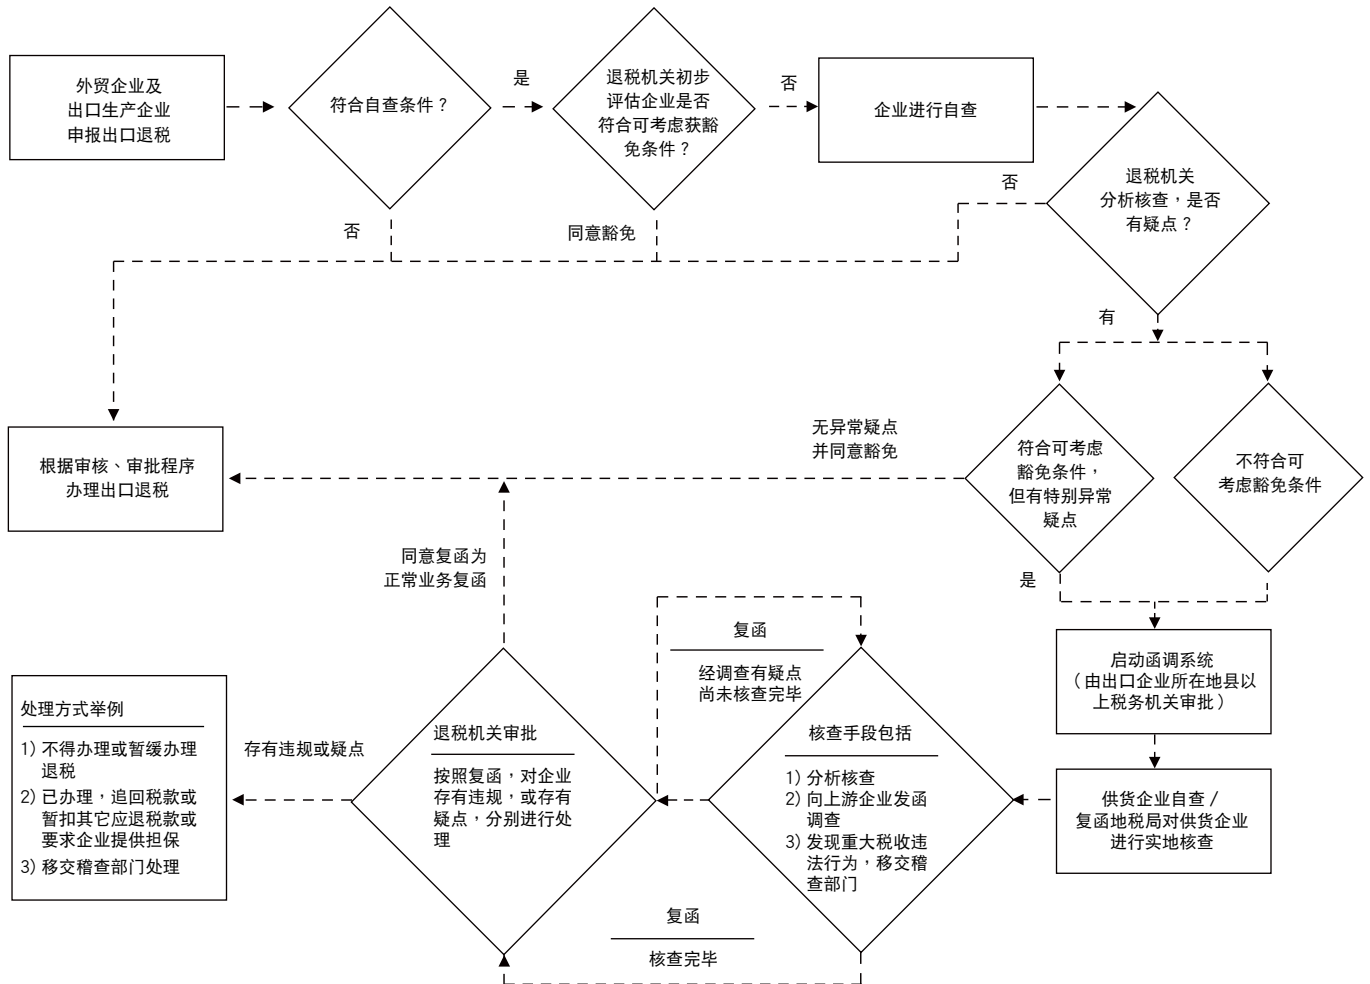 外贸企业及
出口生产企业
申报出口退税
符合自查条件？
是
退税机关初步
评估企业是否
符合可考虑获豁
免条件？
否
企业进行自查
退税机关
分析核查，是否
有疑点？
否
否
同意豁免
有
根据审核、审批程序
办理出口退税
无异常疑点
并同意豁免
符合可考虑
豁免条件，
但有特别异常
疑点
不符合可
考虑豁免条件
是
同意复函为
正常业务复函
启动函调系统
（由出口企业所在地县以
上税务机关审批）
复函
经调查有疑点
尚未核查完毕
处理方式举例
1) 不得办理或暂缓办理
退税
2) 已办理，追回税款或
暂扣其它应退税款或
要求企业提供担保
3) 移交稽查部门处理
存有违规或疑点
退税机关审批
按照复函，对企业
存有违规，或存有
疑点，分别进行处
理
核查手段包括
1) 分析核查
2) 向上游企业发函
调查
3) 发现重大税收违
法行为，移交稽
查部门
供货企业自查 /
复函地税局对供货企业
进行实地核查
复函
核查完毕